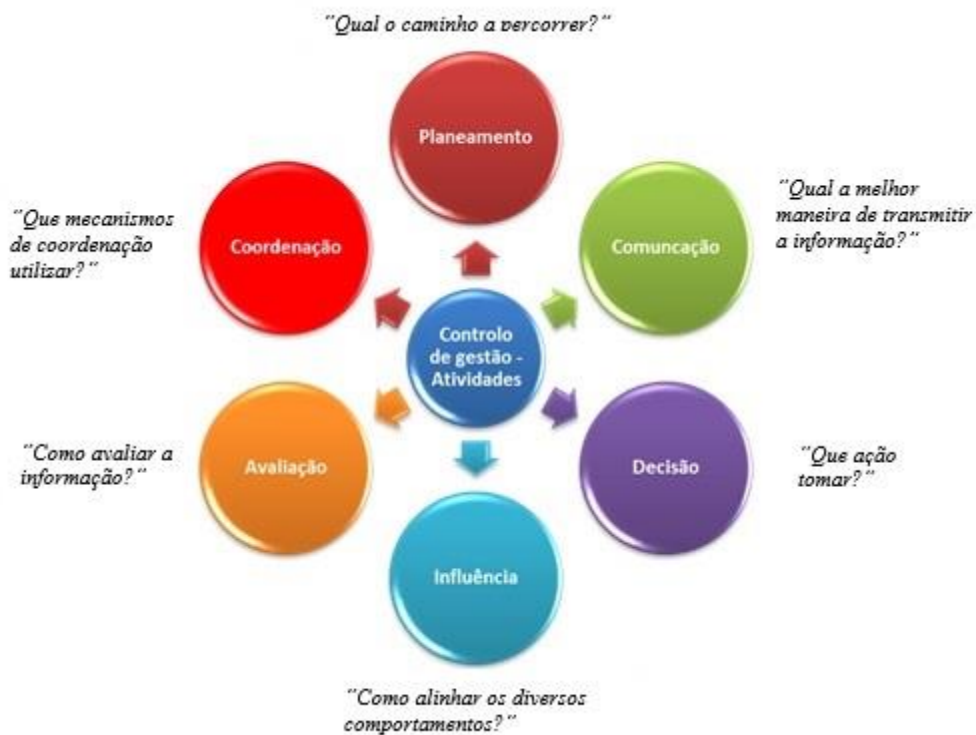 "Qual o caminho a vercorrer?"
Planeamento
"Qual a melhor
maneira de transmitir
a informação?"
Comuncação
"Que mecanismos
de coordenação
utilizar?"
Coordenação
Controlo
de gestão -
Atividades
"Como avaliar a
informação?"
Avaliação
Decisão
"Que ação
tomar?"
Influência
"Como alinhar os diversos
comportamentos?"